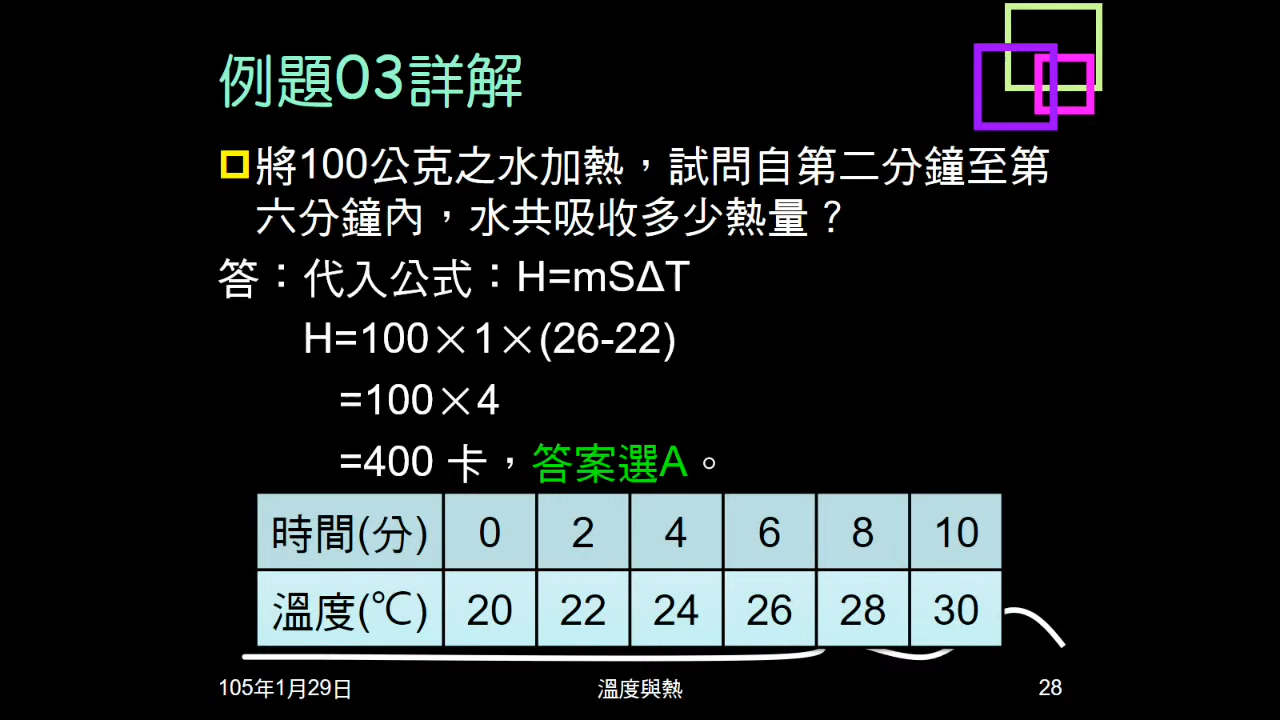 例題03詳解
將100公克之水加熱，試問自第二分鐘至第
六分鐘內，水共吸收多少熱量？
答：代入公式：H=mSΔT
H=100×1×(26-22)
=100×4
=400 卡，答案選A。
時間(分) 0 2 4 6 8 10
溫度(℃) 20 22 24 26 28 30
105年1月29日 溫度與熱 28